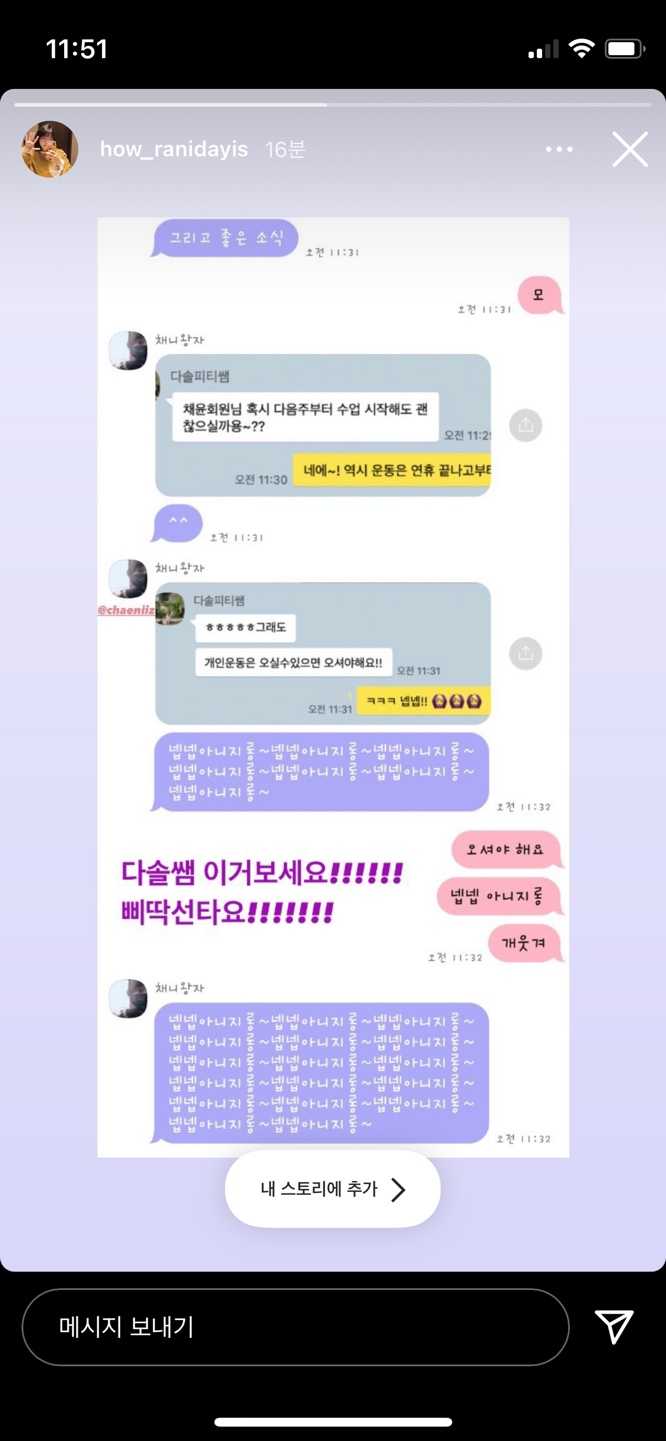 11:51
how_ranidayis 16분
그리고 좋은 소식
오전 11:31
모
오전 11:31
채니왕자
다솔피티쌤
채윤회원님 혹시 다음주부터 수업 시작해도 괜
찮으실까용~??
오전 11:29
네에~! 역시 운동은 연휴 끝나고부터
오전 11:30
^^
오전 11:31
채니왕자
@chaeniiz
다솔피티쌤
ㅎㅎㅎㅎㅎ그래도
개인운동은 오실수있으면 오셔야해요!!
오전 11:31
ㅋㅋㅋ 넵넵!! 🙆🙆🙆
오전 11:31
넵넵아니지롱~넵넵아니지롱~넵넵아니지롱~
넵넵아니지롱~넵넵아니지롱~넵넵아니지롱~
넵넵아니지롱~
오전 11:32
오셔야 해요
다솔쌤 이거보세요!!!!!!
넵넵 아니지롱
삐딱선타요!!!!!!!
개웃겨
오전 11:32
채니왕자
넵넵아니지롱~넵넵아니지롱~넵넵아니지롱~
넵넵아니지롱~넵넵아니지롱~넵넵아니지롱~
넵넵아니지롱~넵넵아니지롱~넵넵아니지롱~
넵넵아니지롱~넵넵아니지롱~넵넵아니지롱~
넵넵아니지롱~넵넵아니지롱~넵넵아니지롱~
넵넵아니지롱~넵넵아니지롱~
오전 11:32
내 스토리에 추가
메시지 보내기